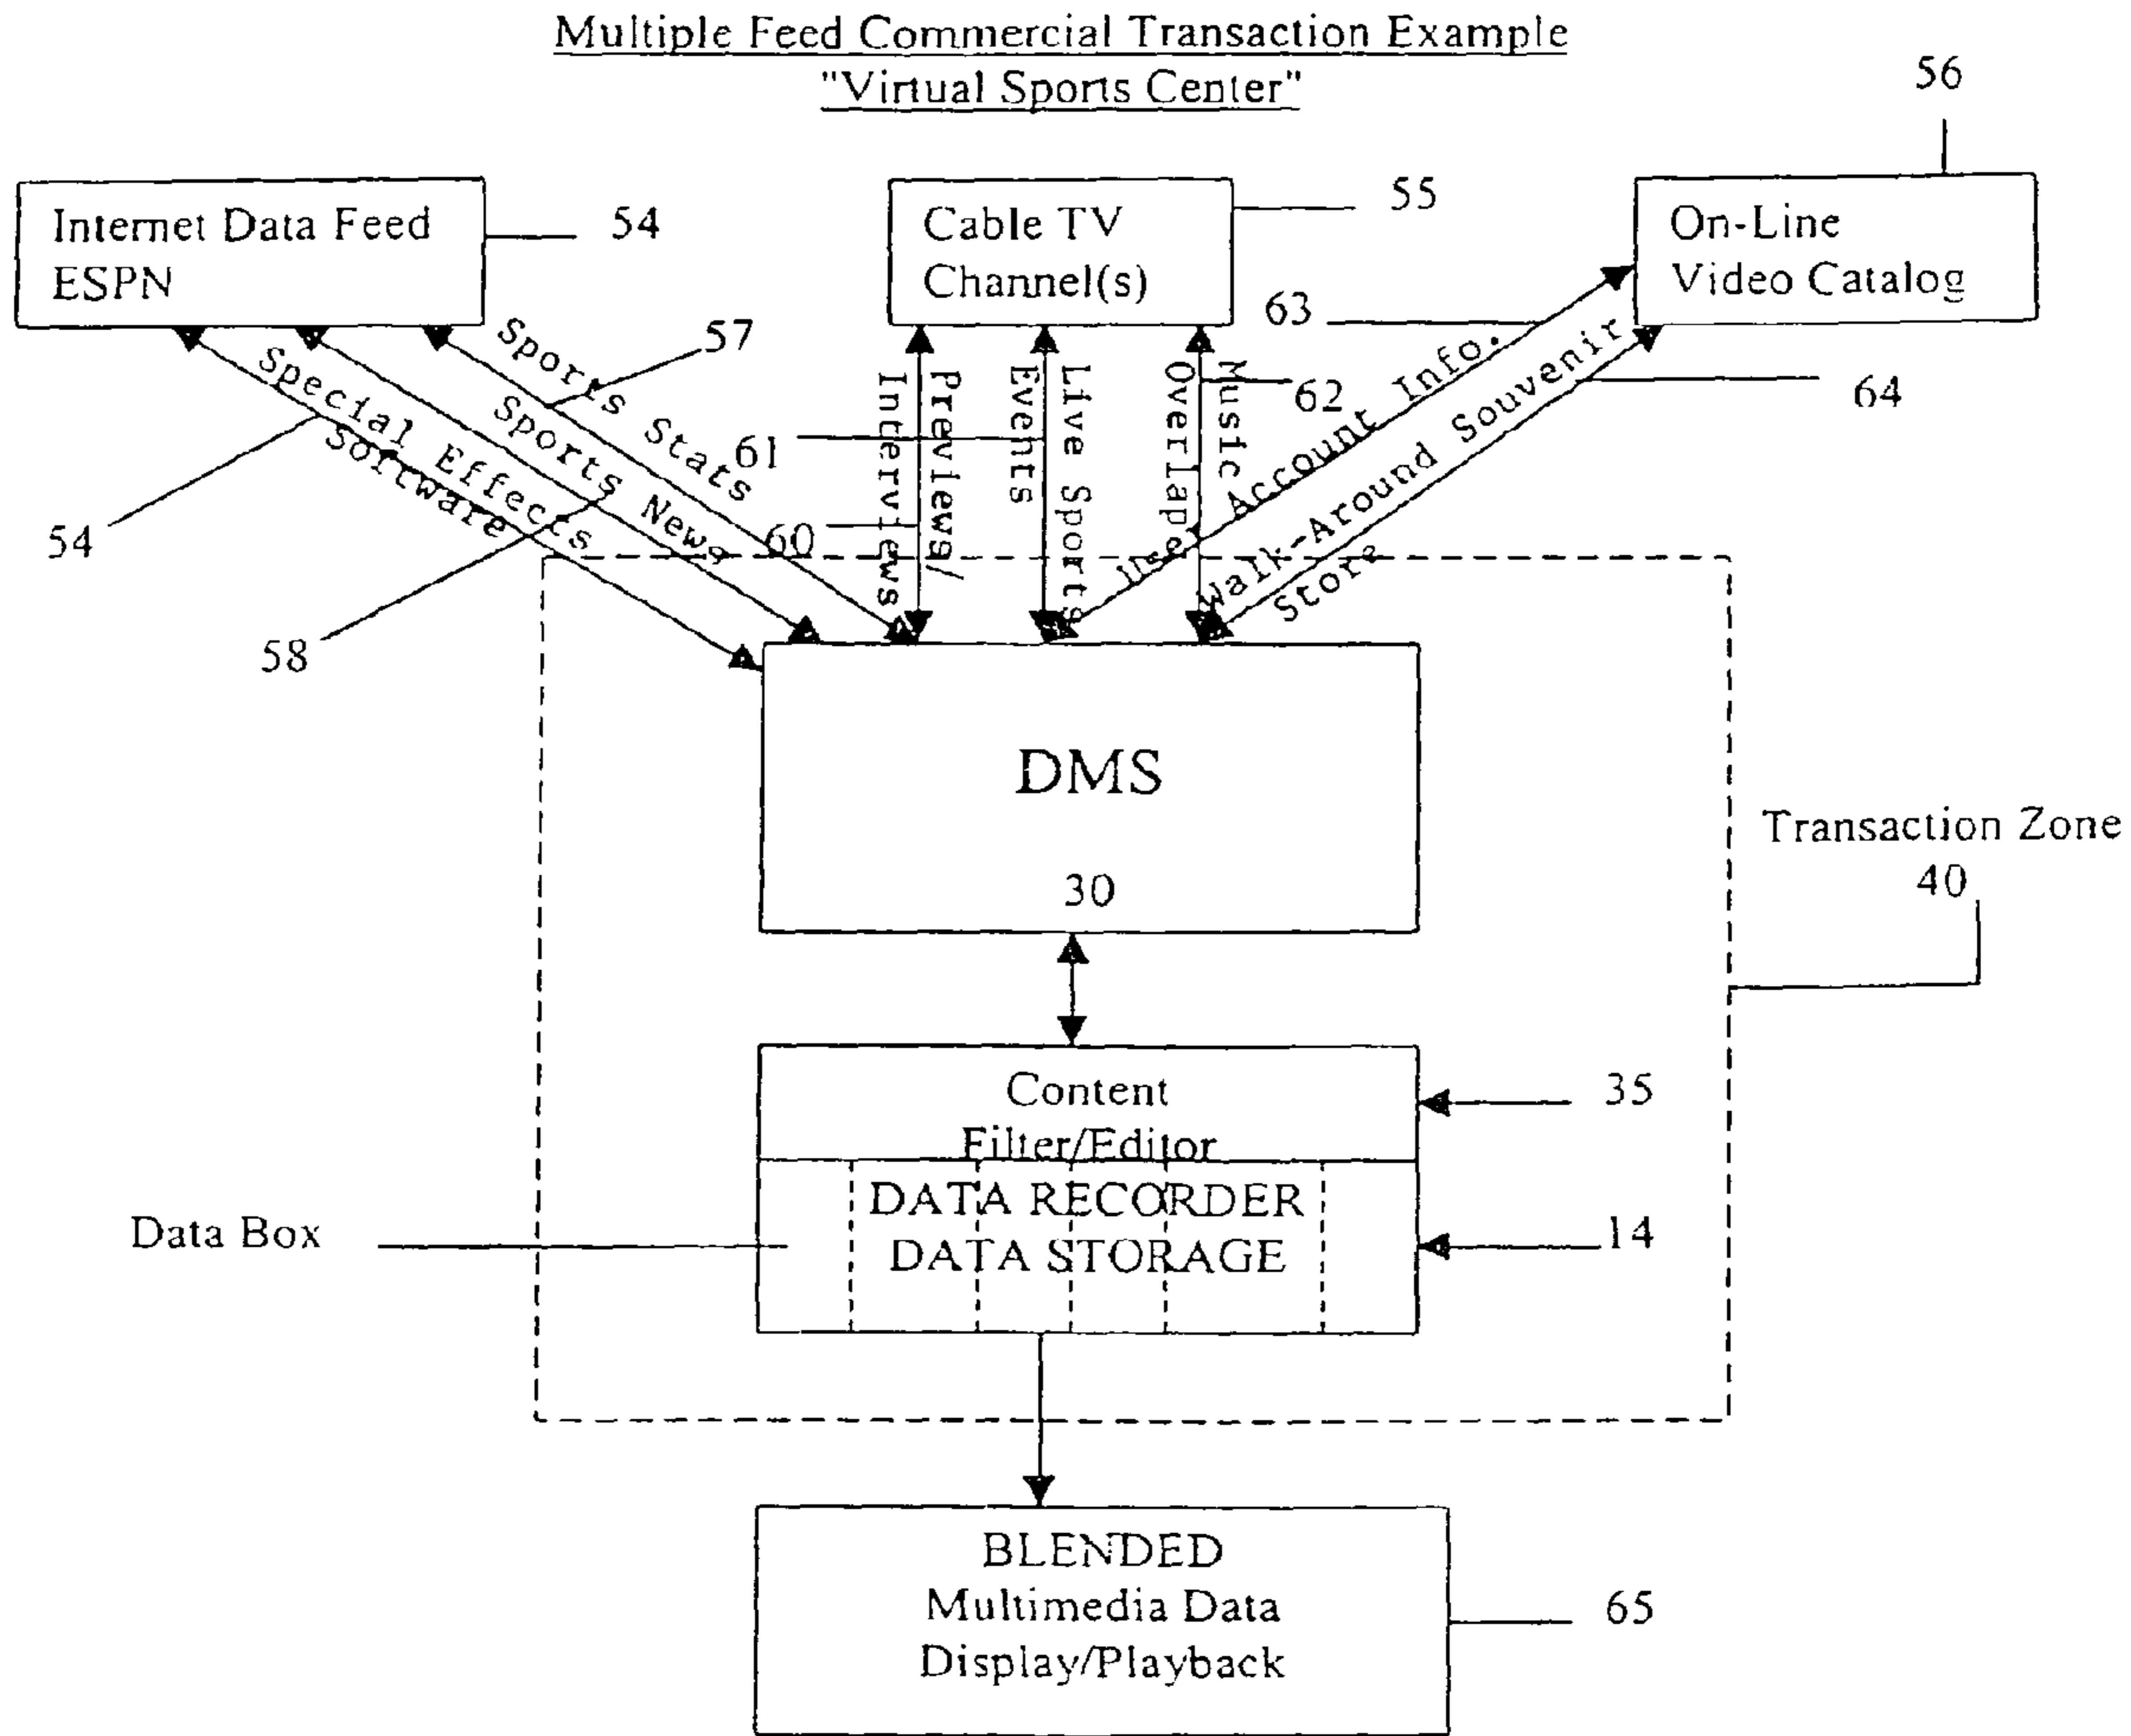 Multiple Feed Commercial Transaction Example
"Virtual Sports Center"
56
Internet Data Feed
ESPN
54
Cable TV
Channel(s)
55
On-Line
Video Catalog
63
57
62
64
61
60
54
58
Sports Stats
Sports News
Special Effects
Software
Previews/
Interviews
Live Sports
Events
Music
Overlap
User Account Info.
Walk-Around Souvenir
Store
DMS
30
Transaction Zone
40
Content
Filter/Editor
35
DATA RECORDER
DATA STORAGE
14
Data Box
BLENDED
Multimedia Data
Display/Playback
65